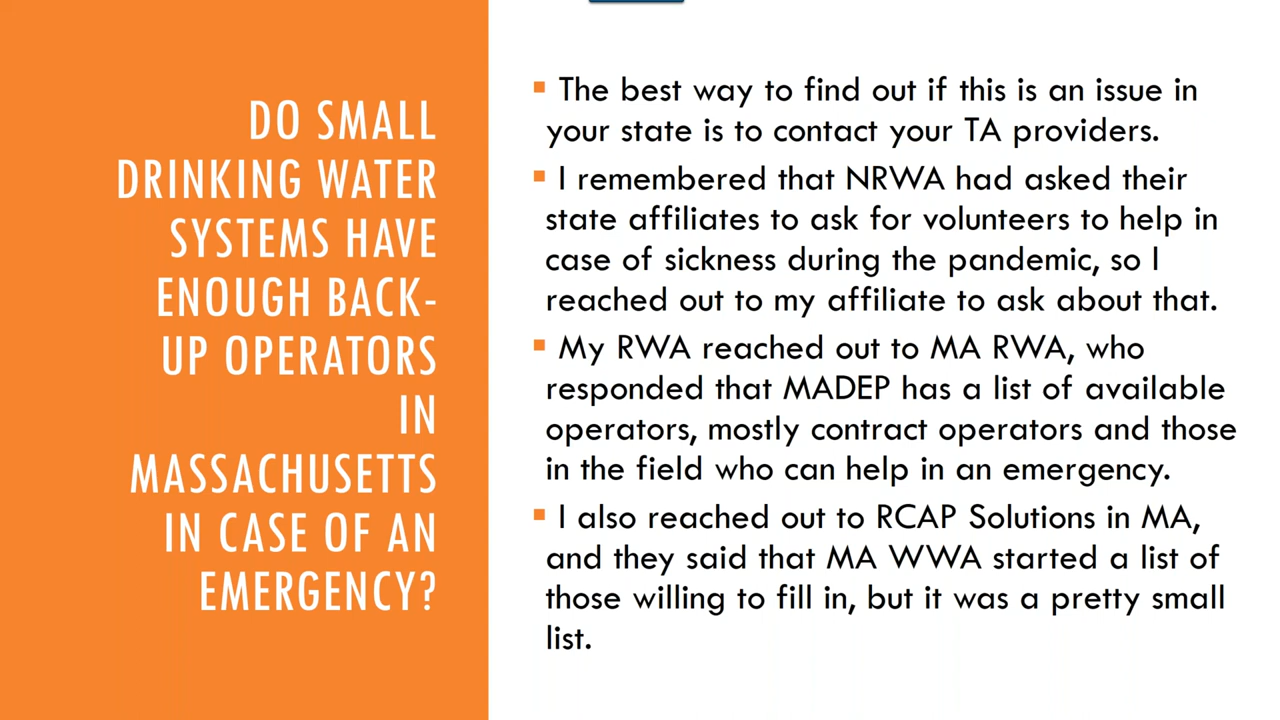 DO SMALL
DRINKING WATER
SYSTEMS HAVE
ENOUGH BACK-
UP OPERATORS
IN
MASSACHUSETTS
IN CASE OF AN
EMERGENCY?
The best way to find out if this is an issue in
your state is to contact your TA providers.
I remembered that NRWA had asked their
state affiliates to ask for volunteers to help in
case of sickness during the pandemic, so I
reached out to my affiliate to ask about that.
My RWA reached out to MA RWA, who
responded that MADEP has a list of available
operators, mostly contract operators and those
in the field who can help in an emergency.
I also reached out to RCAP Solutions in MA,
and they said that MA WWA started a list of
those willing to fill in, but it was a pretty small
list.